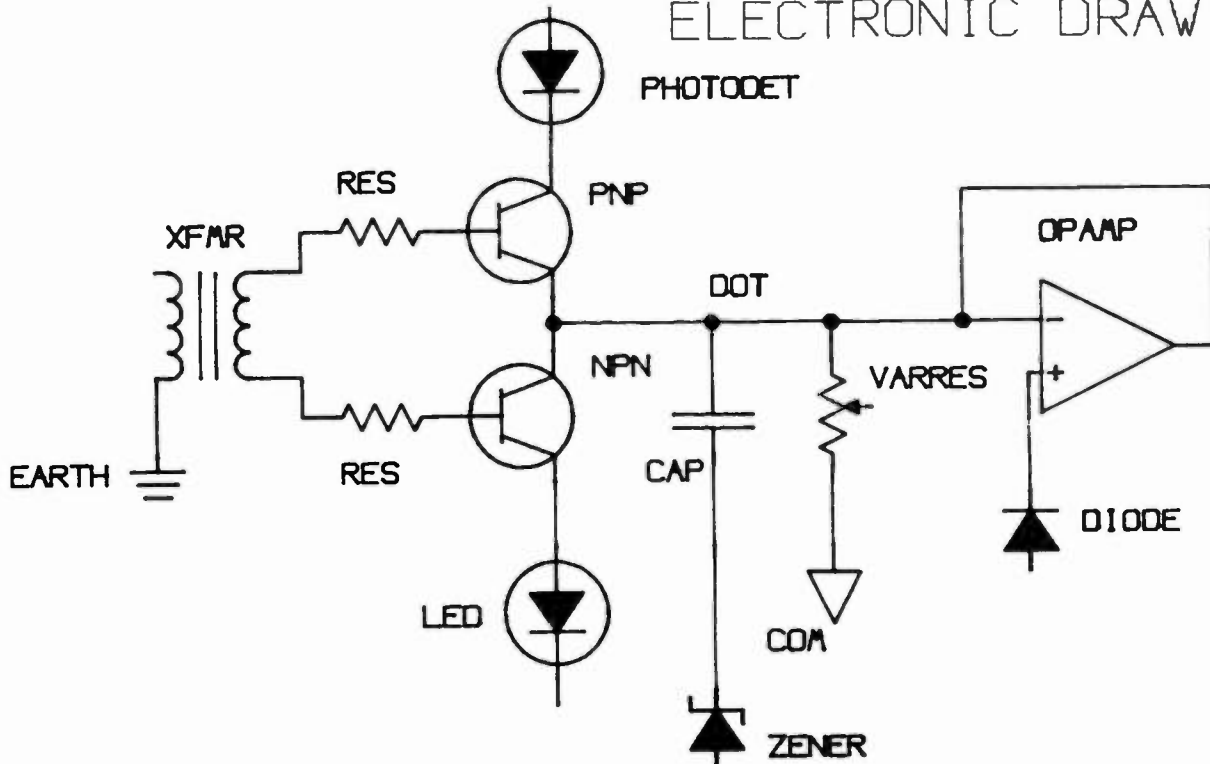 ELECTRONIC DRAW
PHOTODET
RES
PNP
XFMR
OPAMP
DOT
NPN
VARRES
EARTH
RES
CAP
DIODE
LED
COM
ZENER